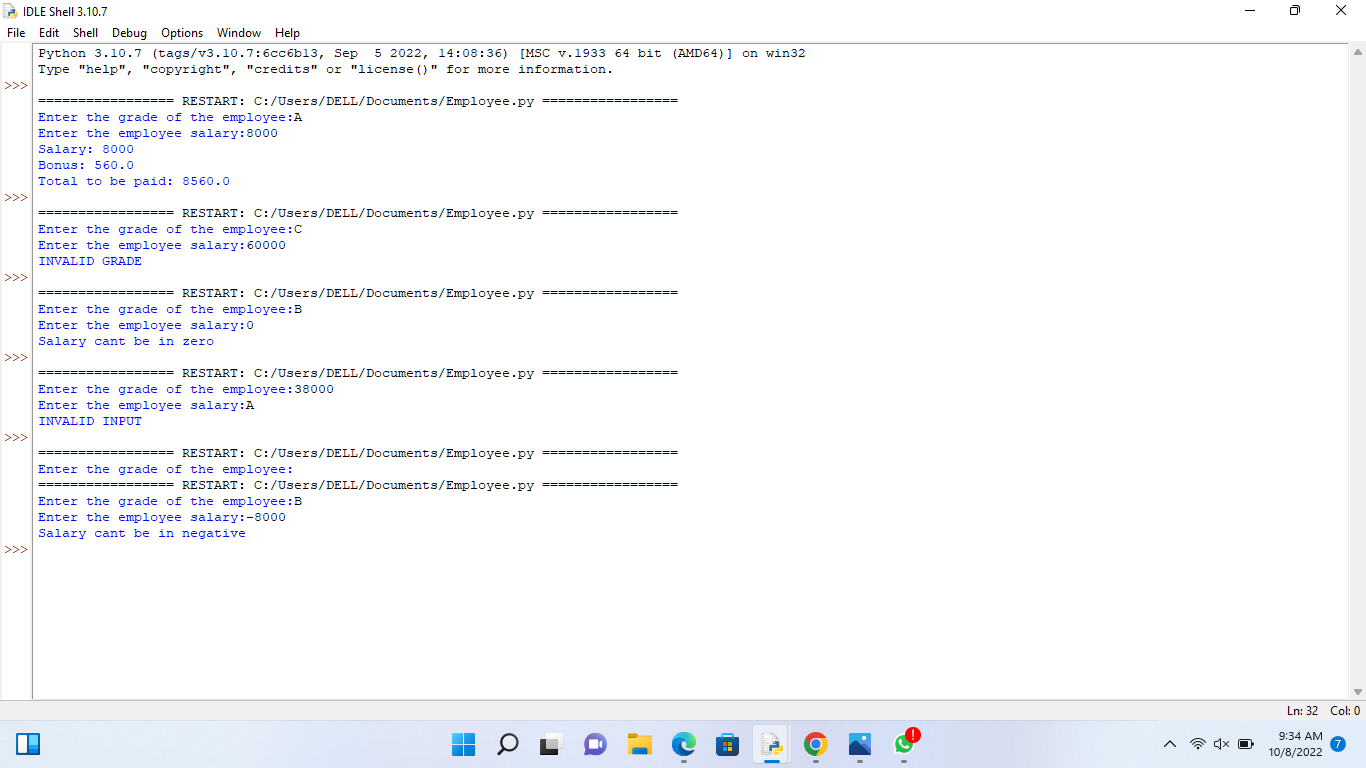 IDLE Shell 3.10.7
File Edit Shell Debug Options Window Help
Python 3.10.7 (tags/v3.10.7:6cc6b13, Sep  5 2022, 14:08:36) [MSC v.1933 64 bit (AMD64)] on win32
Type "help", "copyright", "credits" or "license()" for more information.
>>>
================= RESTART: C:/Users/DELL/Documents/Employee.py =================
Enter the grade of the employee:A
Enter the employee salary:8000
Salary: 8000
Bonus: 560.0
Total to be paid: 8560.0
>>>
================= RESTART: C:/Users/DELL/Documents/Employee.py =================
Enter the grade of the employee:C
Enter the employee salary:60000
INVALID GRADE
>>>
================= RESTART: C:/Users/DELL/Documents/Employee.py =================
Enter the grade of the employee:B
Enter the employee salary:0
Salary cant be in zero
>>>
================= RESTART: C:/Users/DELL/Documents/Employee.py =================
Enter the grade of the employee:38000
Enter the employee salary:A
INVALID INPUT
>>>
================= RESTART: C:/Users/DELL/Documents/Employee.py =================
Enter the grade of the employee:
================= RESTART: C:/Users/DELL/Documents/Employee.py =================
Enter the grade of the employee:B
Enter the employee salary:-8000
Salary cant be in negative
>>>
Ln: 32 Col: 0
9:34 AM
10/8/2022
7